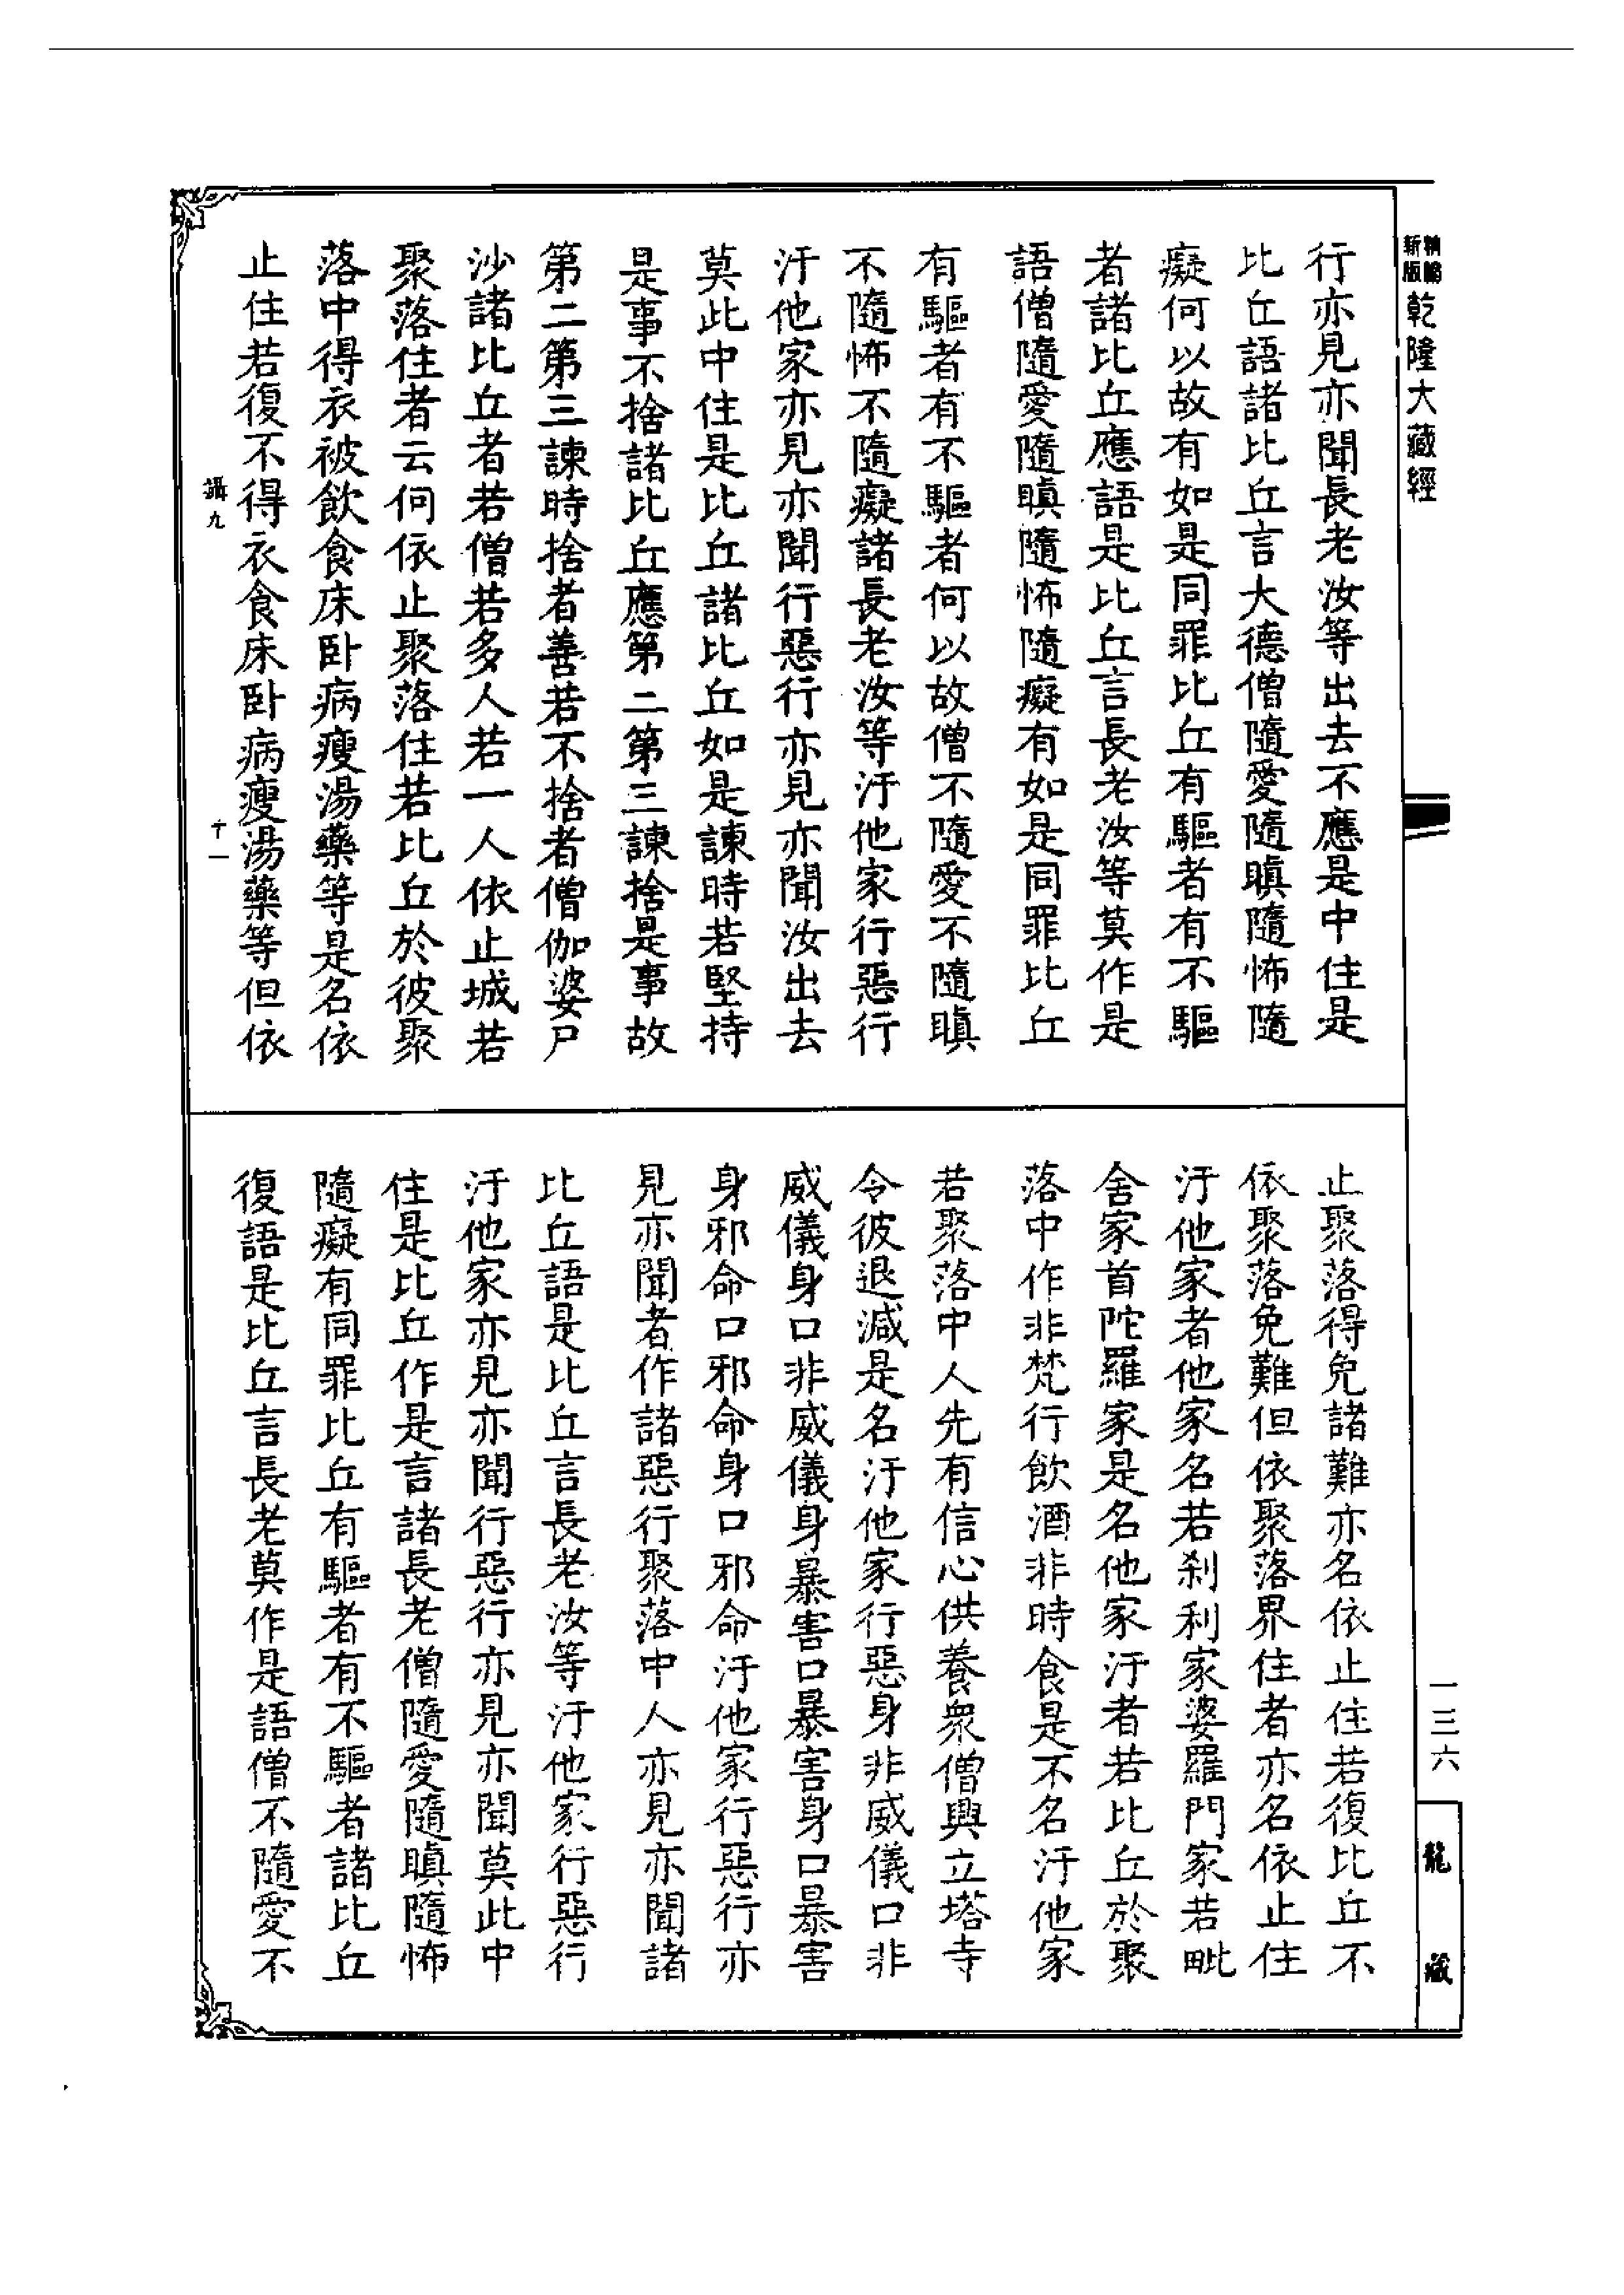 精縮
新版
乾隆大藏經
行亦見亦聞長老汝等出去不應是中住是
比丘語諸比丘言大德僧隨愛隨瞋隨怖隨
癡何以故有如是同罪比丘有驅者有不驅
者諸比丘應語是比丘言長老汝等莫作是
語僧隨愛隨瞋隨怖隨癡有如是同罪比丘
有驅者有不驅者何以故僧不隨愛不隨瞋
不隨怖不隨癡諸長老汝等汙他家行惡行
汙他家亦見亦聞行惡行亦見亦聞汝出去
莫此中住是比丘諸比丘如是諫時若堅持
是事不捨諸比丘應第二第三諫捨是事故
第二第三諫時捨者善若不捨者僧伽婆尸
沙諸比丘者若僧若多人若一人依止城若
聚落住者云何依止聚落住若比丘於彼聚
落中得衣被飲食床卧病瘦湯藥等是名依
止住若復不得衣食床卧病瘦湯藥等但依
攝九
十一
止聚落得免諸難亦名依止住若復比丘不
依聚落免難但依聚落界住者亦名依止住
汙他家者他家名若剎利家婆羅門家若毗
舍家首陀羅家是名他家汙者若比丘於聚
落中作非梵行飲酒非時食是不名汙他家
若聚落中人先有信心供養衆僧興立塔寺
令彼退減是名汙他家行惡身非威儀口非
威儀身口非威儀身暴害口暴害身口暴害
身邪命口邪命身口邪命汙他家行惡行亦
見亦聞者作諸惡行聚落中人亦見亦聞諸
比丘語是比丘言長老汝等汙他家行惡行
汙他家亦見亦聞行惡行亦見亦聞莫此中
住是比丘作是言諸長老僧隨愛隨瞋隨怖
隨癡有同罪比丘有驅者有不驅者諸比丘
復語是比丘言長老莫作是語僧不隨愛不
一三六
龍藏